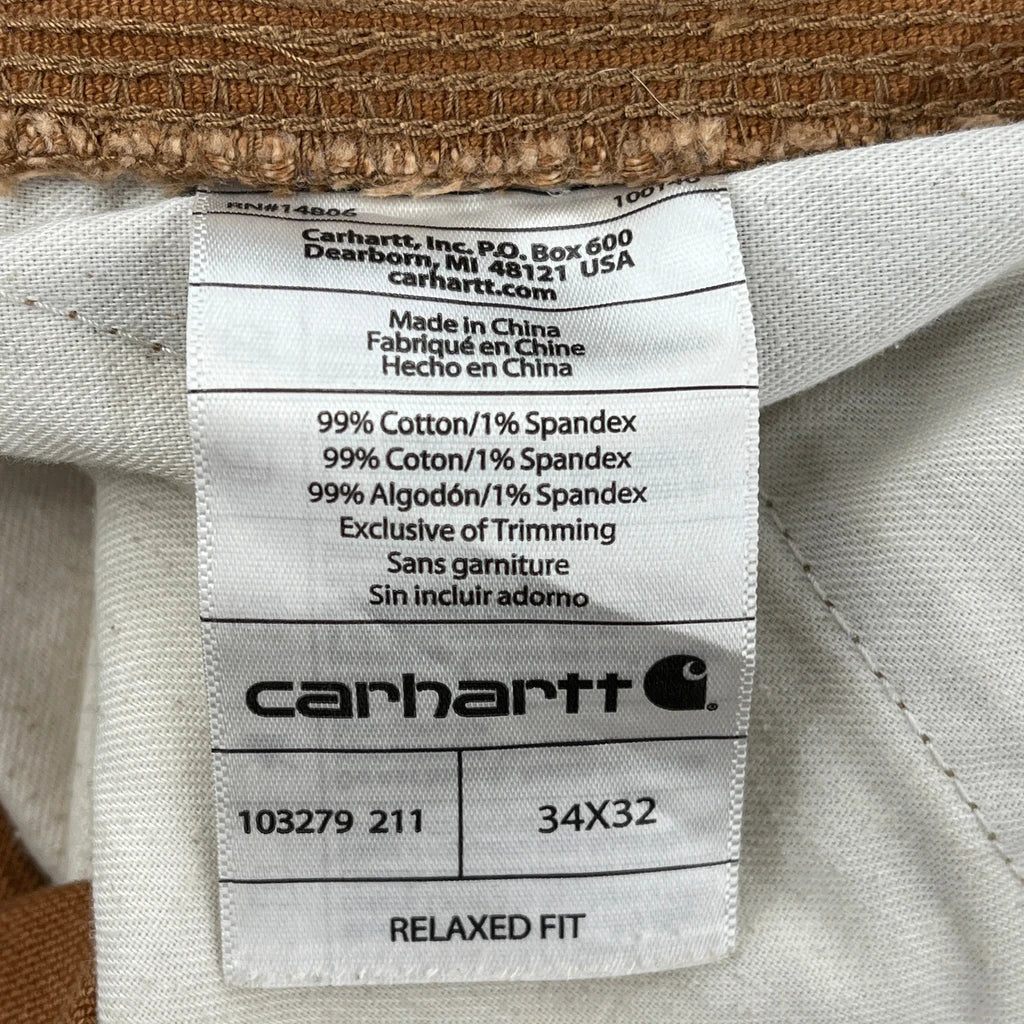 RN#14806
Carhartt, Inc. P.O. Box 600
Dearborn, MI 48121 USA
carhartt.com
Made in China
Fabriqué en Chine
Hecho en China
99% Cotton/1% Spandex
99% Coton/1% Spandex
99% Algodón/1% Spandex
Exclusive of Trimming
Sans garniture
Sin incluir adorno
carhartt
103279 211
34X32
RELAXED FIT